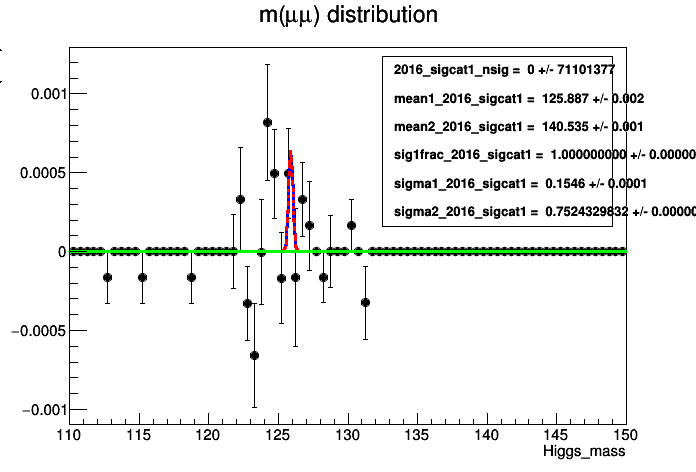 m(μμ) distribution
2016_sigcat1_nsig = 0 +/- 71101377
mean1_2016_sigcat1 = 125.887 +/- 0.002
mean2_2016_sigcat1 = 140.535 +/- 0.001
sig1frac_2016_sigcat1 = 1.000000000 +/- 0.00000
sigma1_2016_sigcat1 = 0.1546 +/- 0.0001
sigma2_2016_sigcat1 = 0.7524329832 +/- 0.0000
0.001
0.0005
0
−0.0005
−0.001
110 115 120 125 130 135 140 145 150
Higgs_mass